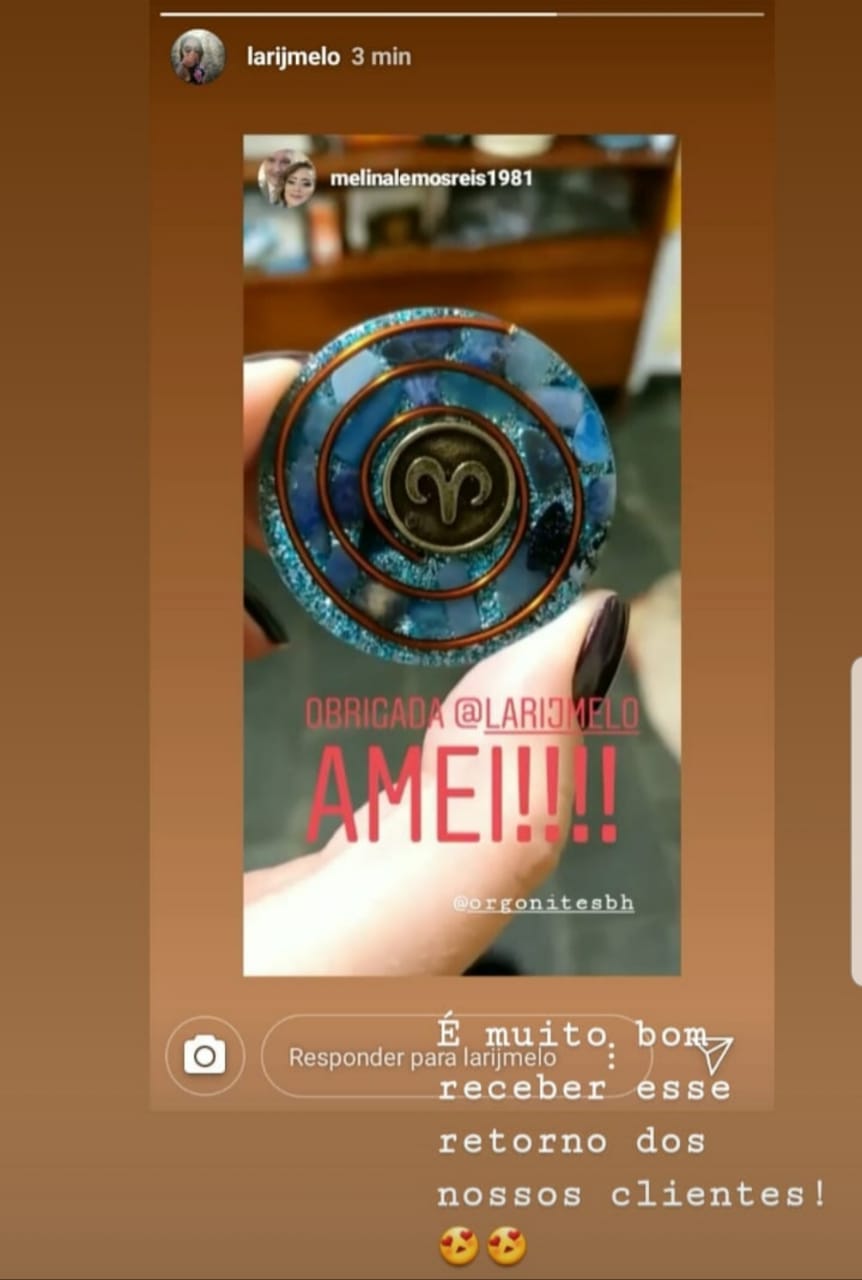 larijmelo 3 min
melinalemosreis1981
OBRIGADA @LARIJMELO
AMEI!!!!
@orgonitesbh
Responder para larijmelo
É muito bom
receber esse
retorno dos
nossos clientes!
😍😍